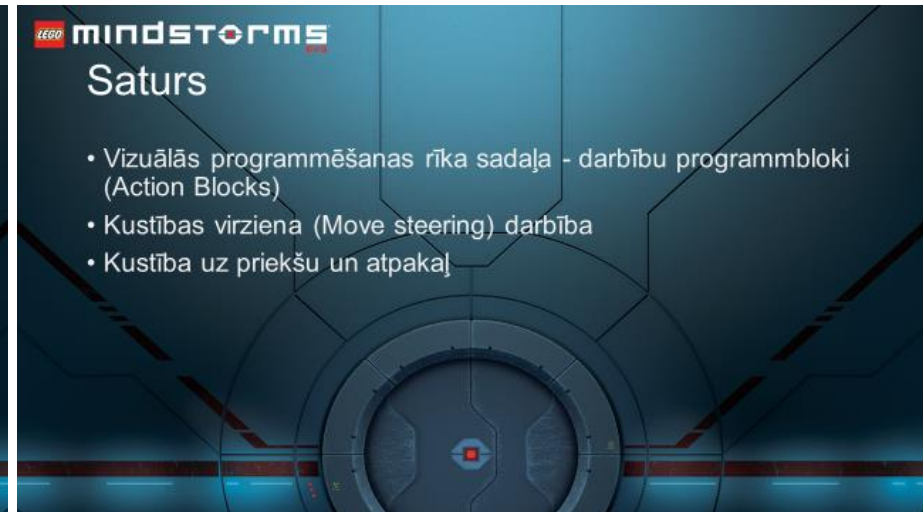 LEGO mindstorms
EV3
Saturs
• Vizuālās programmēšanas rīka sadaļa - darbību programmbloki
(Action Blocks)
• Kustības virziena (Move steering) darbība
• Kustība uz priekšu un atpakaļ